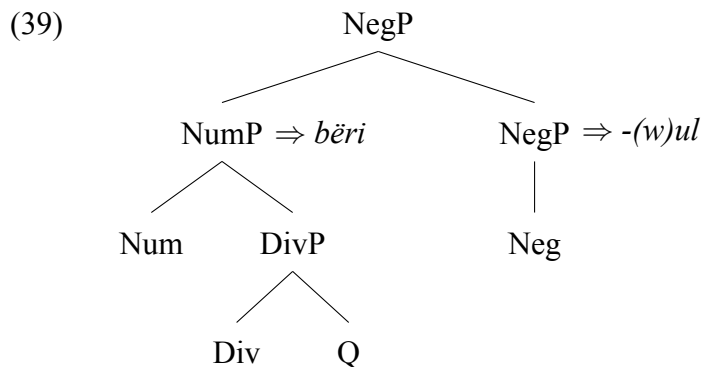 (39) NegP
NumP ⇒ bëri NegP ⇒ -(w)ul
Num DivP Neg
Div Q